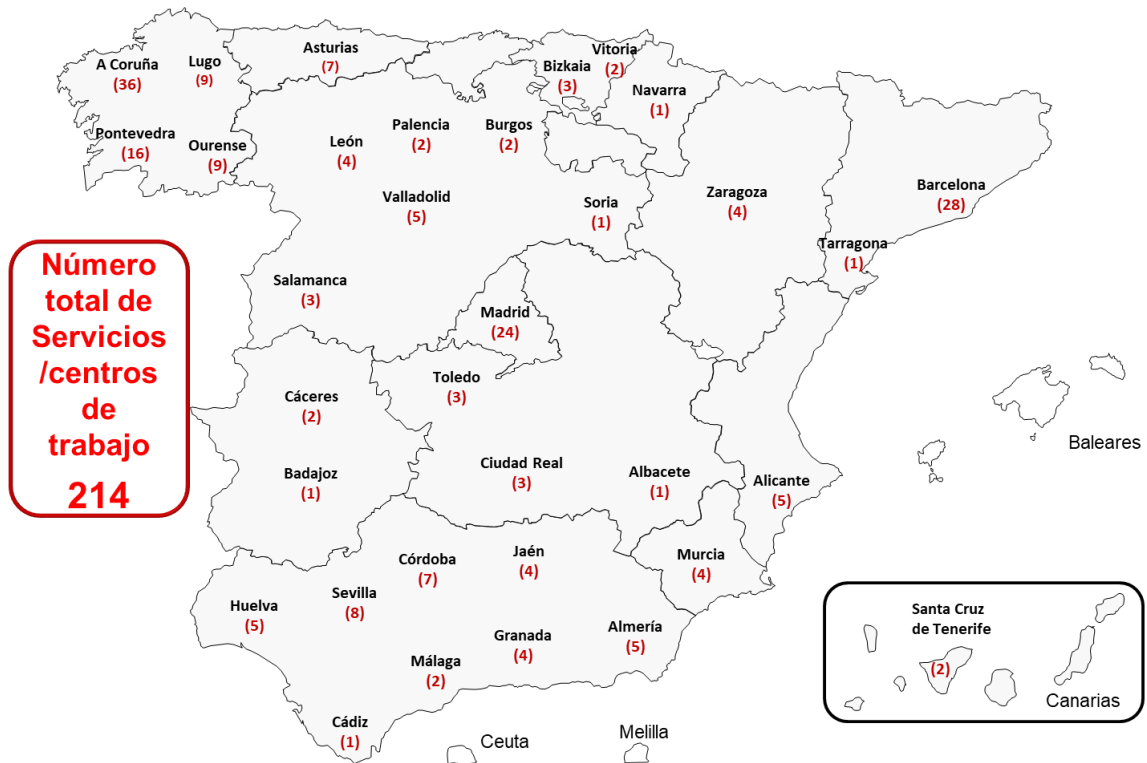 A Coruña
(36)
Lugo
(9)
Asturias
(7)
Bizkaia
(3)
Vitoria
(2)
Navarra
(1)
Pontevedra
(16)
Ourense
(9)
León
(4)
Palencia
(2)
Burgos
(2)
Valladolid
(5)
Soria
(1)
Zaragoza
(4)
Barcelona
(28)
Tarragona
(1)
Número
total de
Servicios
/centros
de
trabajo
214
Salamanca
(3)
Madrid
(24)
Toledo
(3)
Cáceres
(2)
Badajoz
(1)
Ciudad Real
(3)
Albacete
(1)
Alicante
(5)
Baleares
Murcia
(4)
Córdoba
(7)
Jaén
(4)
Sevilla
(8)
Huelva
(5)
Granada
(4)
Almería
(5)
Málaga
(2)
Cádiz
(1)
Ceuta
Melilla
Santa Cruz
de Tenerife
(2)
Canarias